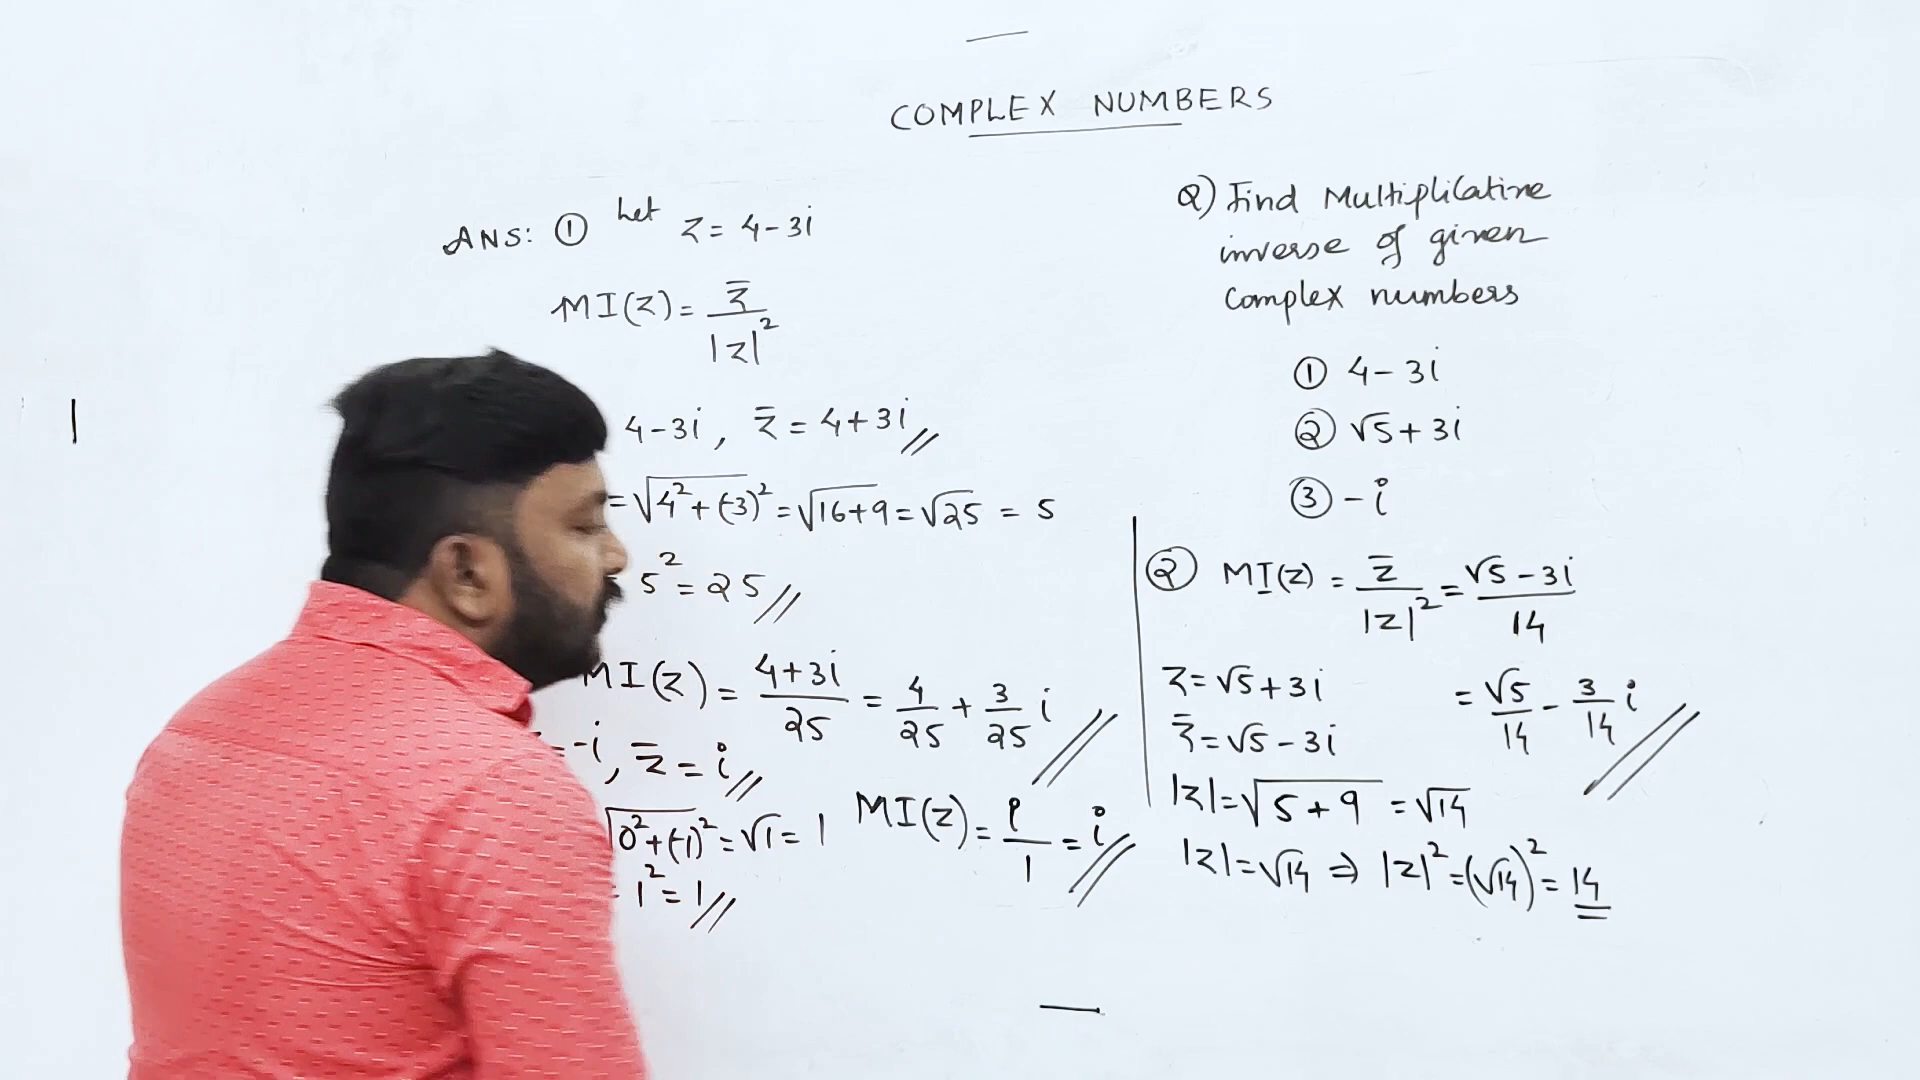 COMPLEX NUMBERS
Q) Find Multiplicative
inverse of given
complex numbers
① 4-3i
② √5+3i
③ -i
ANS: ① Let z = 4-3i
MI(z) = z̄/|z|²
4-3i, z̄ = 4+3i
= √4²+(-3)² = √16+9 = √25 = 5
5² = 25
MI(z) = 4+3i/25 = 4/25 + 3/25 i
= -i, z̄ = i
√0²+(-1)² = √1 = 1
= 1² = 1
MI(z) = i/1 = i
② MI(z) = z̄/|z|² = √5-3i/14
= √5/14 - 3/14 i
z = √5+3i
z̄ = √5-3i
|z| = √5+9 = √14
|z| = √14 ⇒ |z|² = (√14)² = 14